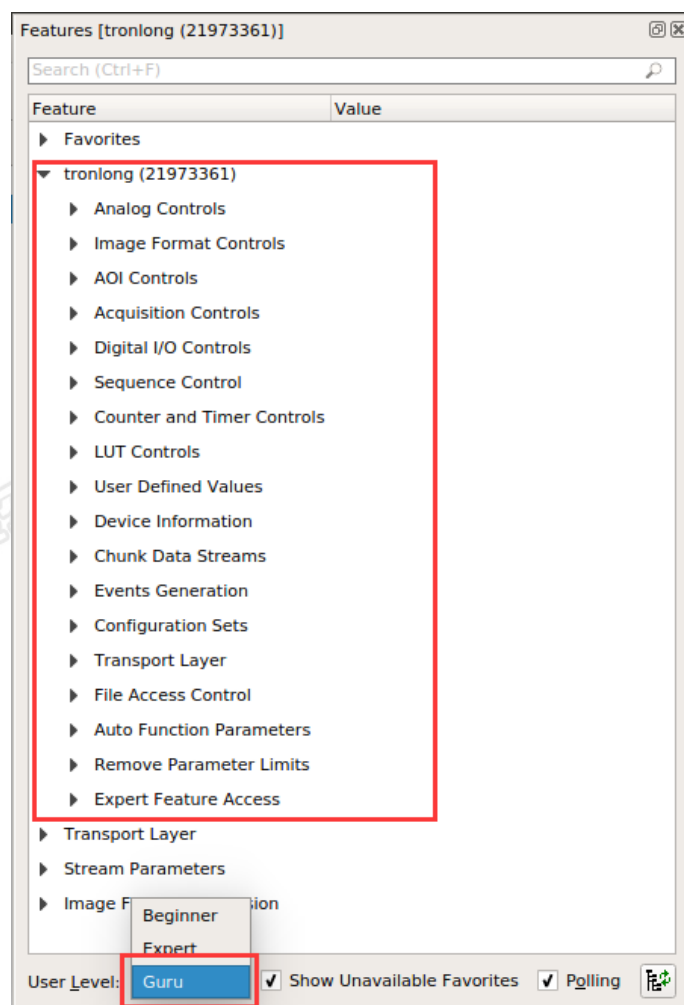 Features [tronlong (21973361)]
Search (Ctrl+F)
Feature Value
Favorites
tronlong (21973361)
Analog Controls
Image Format Controls
AOI Controls
Acquisition Controls
Digital I/O Controls
Sequence Control
Counter and Timer Controls
LUT Controls
User Defined Values
Device Information
Chunk Data Streams
Events Generation
Configuration Sets
Transport Layer
File Access Control
Auto Function Parameters
Remove Parameter Limits
Expert Feature Access
Transport Layer
Stream Parameters
Image
Beginner
Expert
User Level: Guru Show Unavailable Favorites Polling